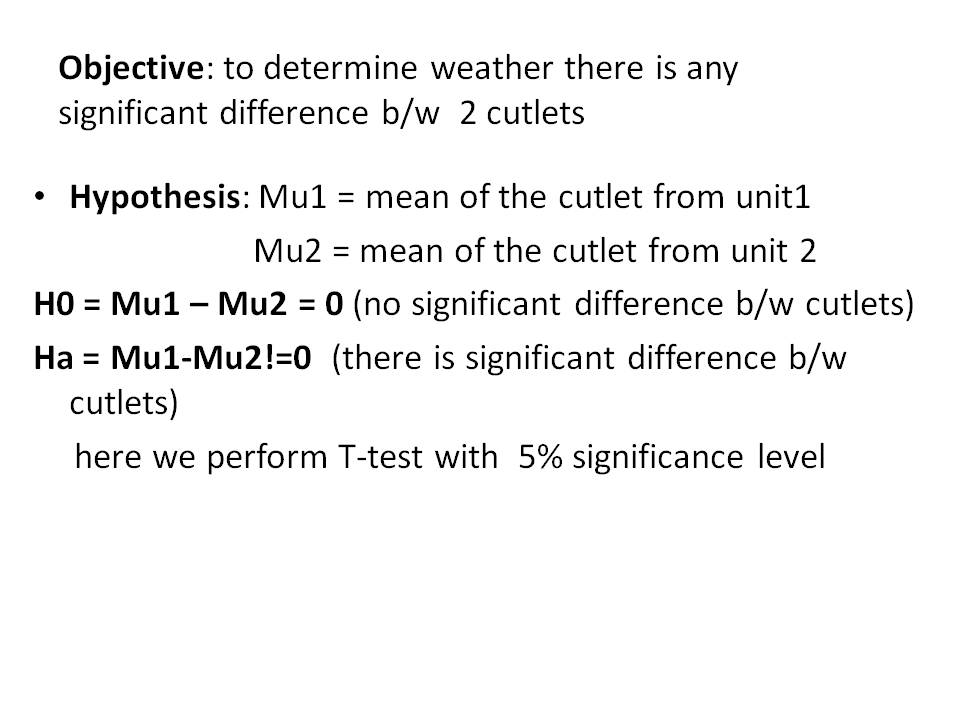 Objective: to determine weather there is any
significant difference b/w  2 cutlets
• Hypothesis: Mu1 = mean of the cutlet from unit1
Mu2 = mean of the cutlet from unit 2
H0 = Mu1 – Mu2 = 0 (no significant difference b/w cutlets)
Ha = Mu1-Mu2!=0  (there is significant difference b/w
cutlets)
here we perform T-test with  5% significance level